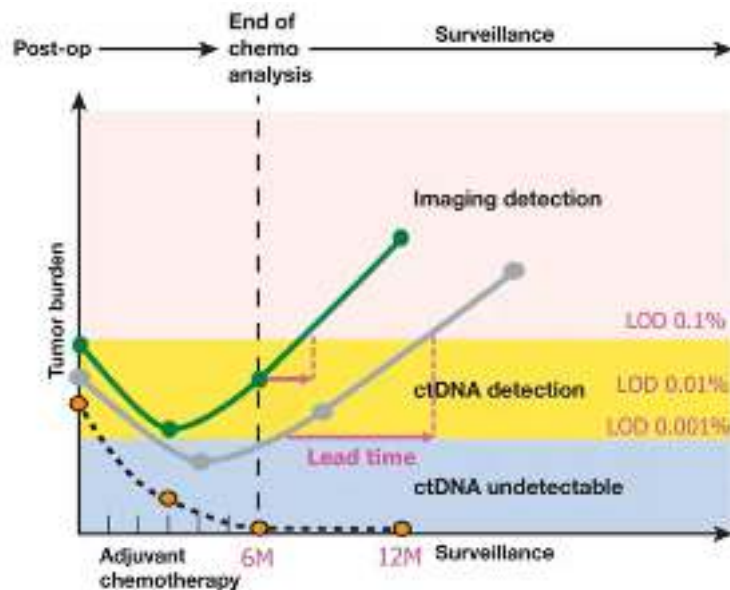 Post-op
End of
chemo
analysis
Surveillance
Imaging detection
Tumor burden
LOD 0.1%
ctDNA detection
LOD 0.01%
LOD 0.001%
Lead time
ctDNA undetectable
Adjuvant
chemotherapy
6M
12M
Surveillance